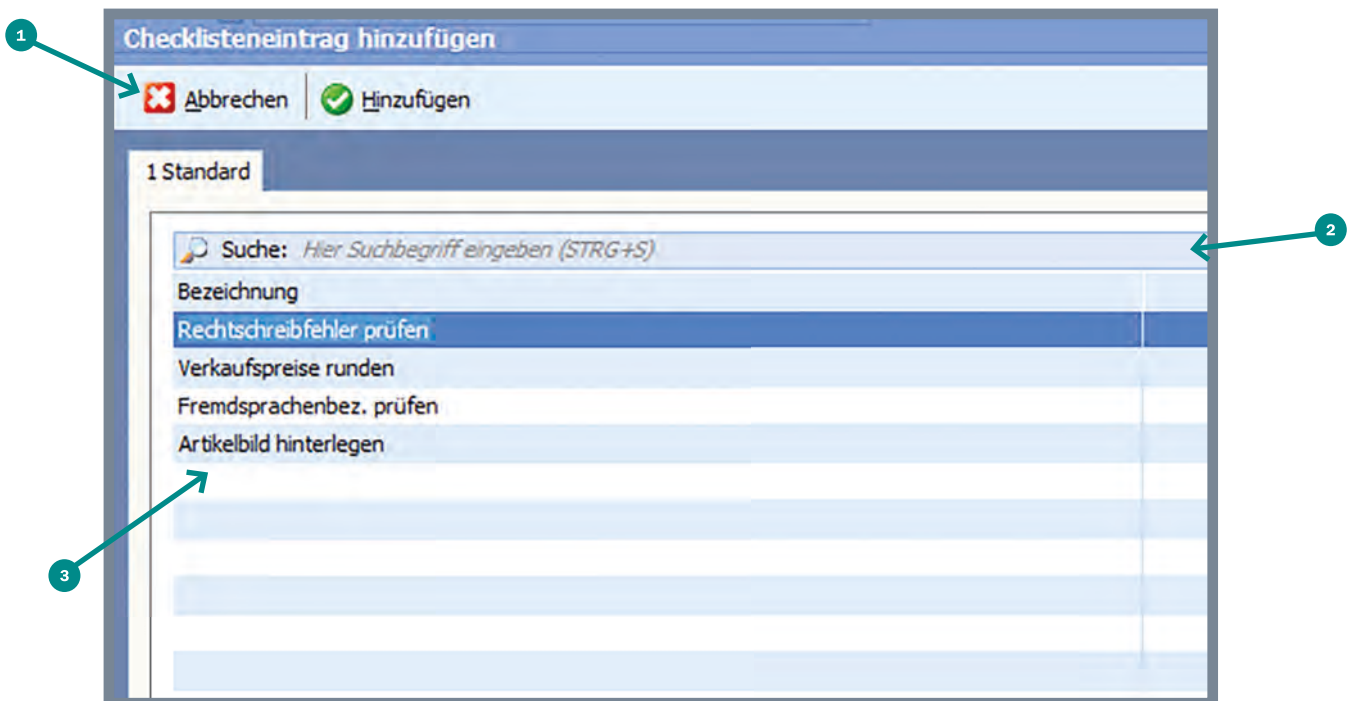 1
Checklisteneintrag hinzufügen
Abbrechen Hinzufügen
1 Standard
Suche: Hier Suchbegriff eingeben (STRG+S)
2
Bezeichnung
Rechtschreibfehler prüfen
Verkaufspreise runden
Fremdsprachenbez. prüfen
Artikelbild hinterlegen
3